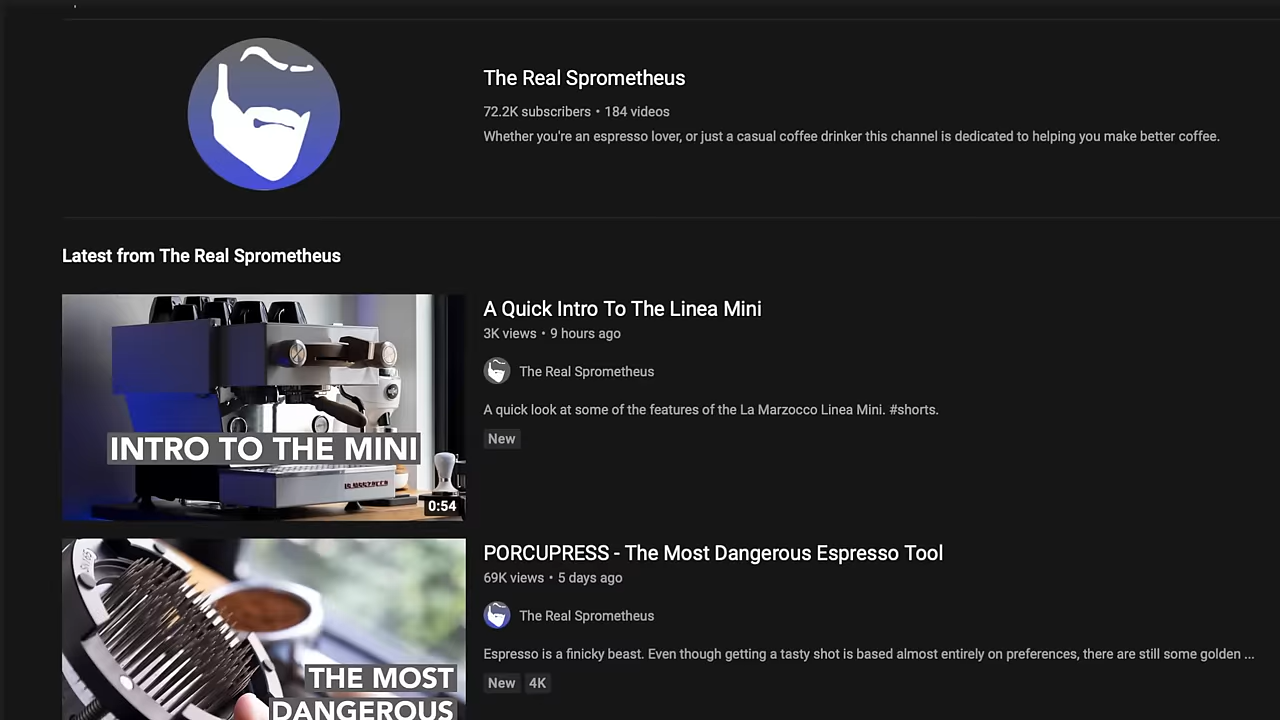 The Real Sprometheus
72.2K subscribers • 184 videos
Whether you're an espresso lover, or just a casual coffee drinker this channel is dedicated to helping you make better coffee.
Latest from The Real Sprometheus
INTRO TO THE MINI
0:54
A Quick Intro To The Linea Mini
3K views • 9 hours ago
The Real Sprometheus
A quick look at some of the features of the La Marzocco Linea Mini. #shorts.
New
THE MOST
DANGEROUS
PORCUPRESS - The Most Dangerous Espresso Tool
69K views • 5 days ago
The Real Sprometheus
Espresso is a finicky beast. Even though getting a tasty shot is based almost entirely on preferences, there are still some golden ...
New 4K